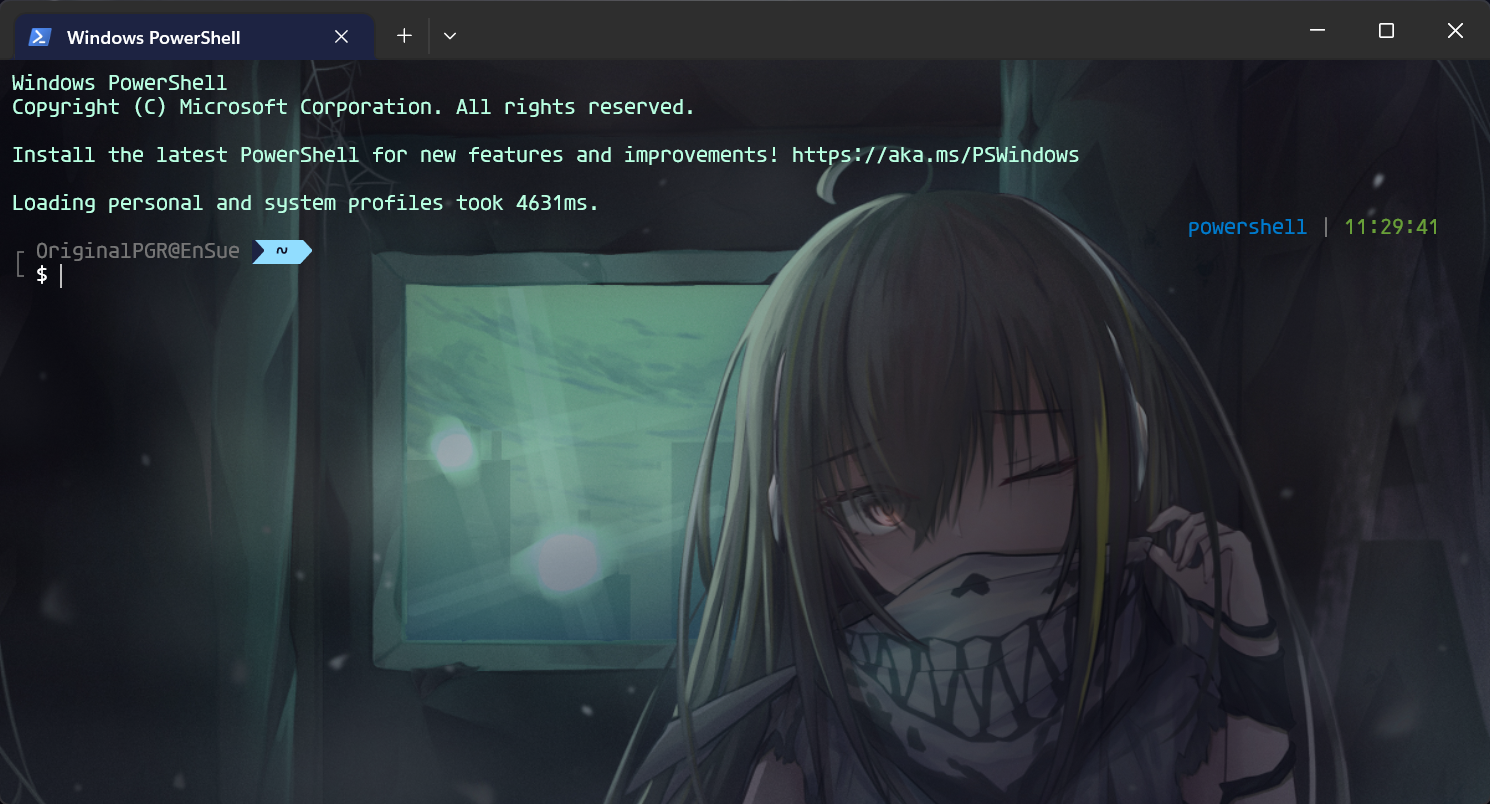 Windows PowerShell
Windows PowerShell
Copyright (C) Microsoft Corporation. All rights reserved.
Install the latest PowerShell for new features and improvements! https://aka.ms/PSWindows
Loading personal and system profiles took 4631ms.
powershell | 11:29:41
OriginalPGR@EnSue ~
$